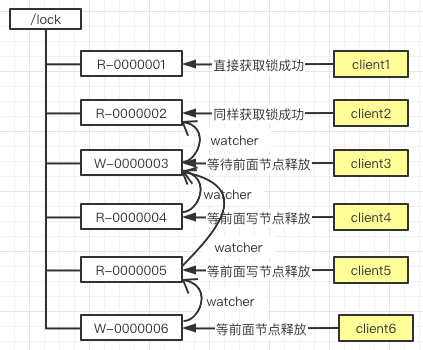 /lock
R-0000001
直接获取锁成功
client1
R-0000002
同样获取锁成功
client2
watcher
W-0000003
等待前面节点释放
client3
watcher
R-0000004
等前面写节点释放
client4
watcher
R-0000005
等前面写节点释放
client5
watcher
W-0000006
等前面节点释放
client6